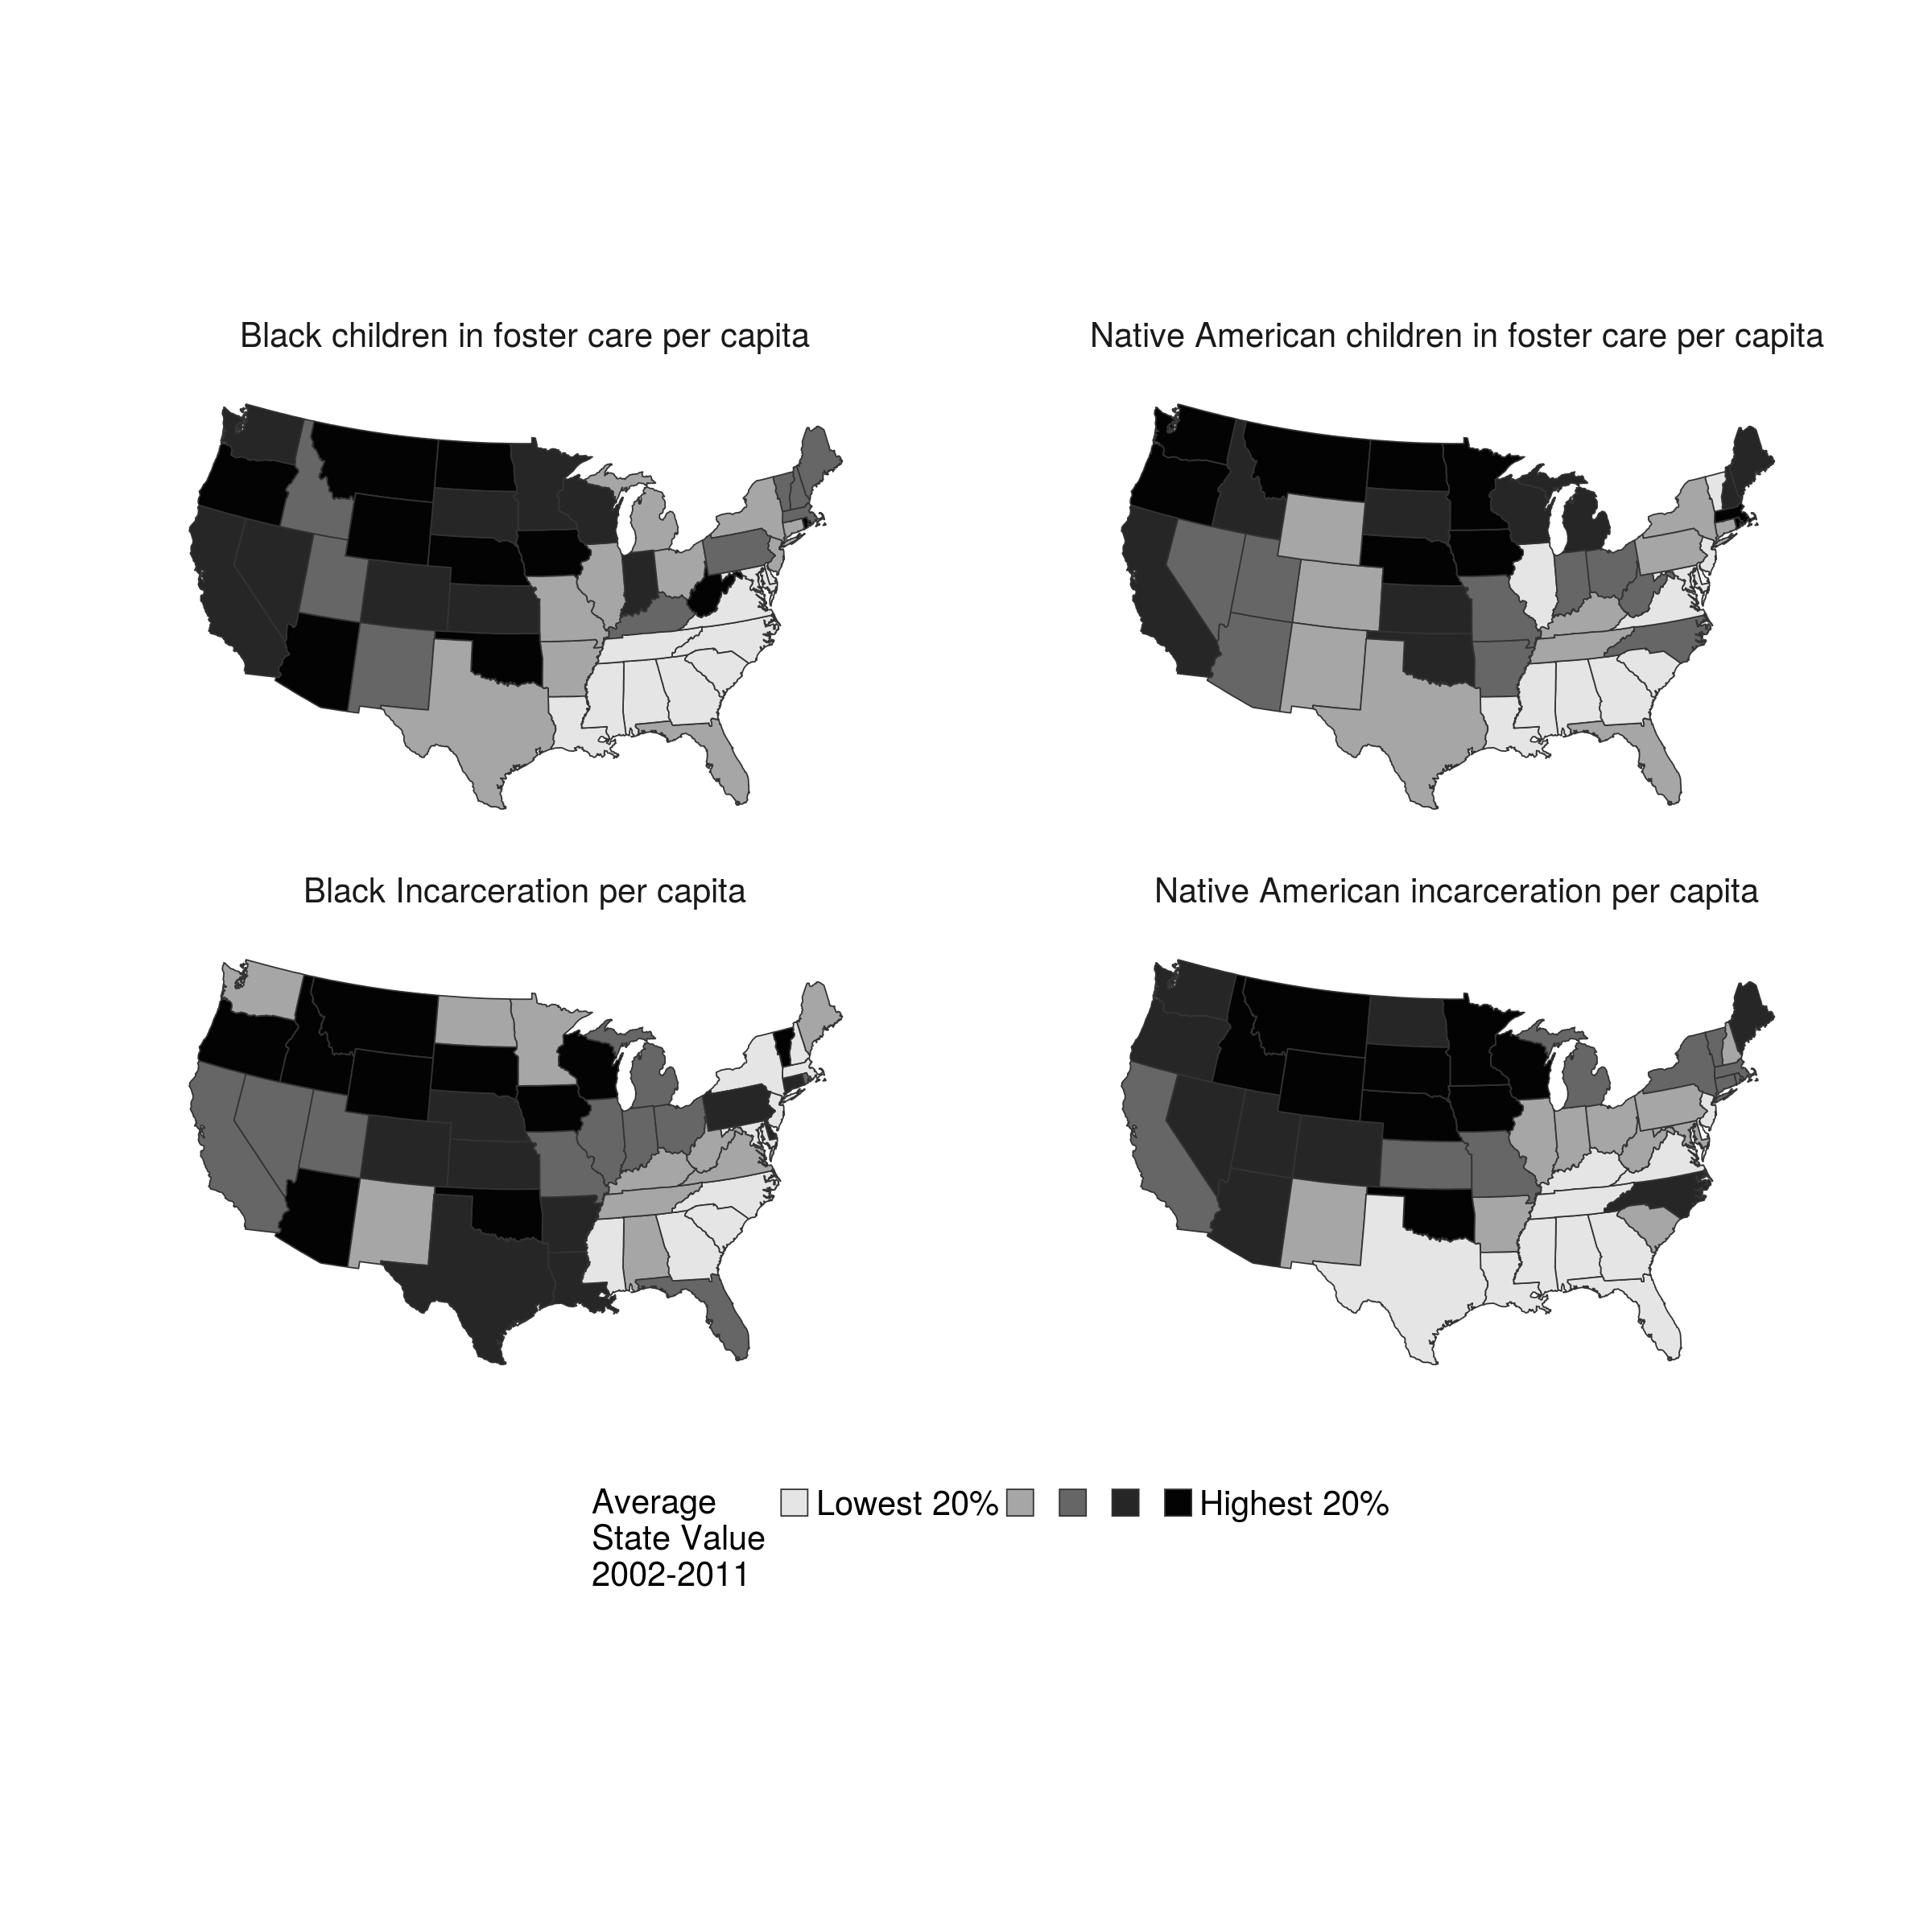 Black children in foster care per capita
Native American children in foster care per capita
Black Incarceration per capita
Native American incarceration per capita
Average
State Value
2002-2011
Lowest 20%
Highest 20%